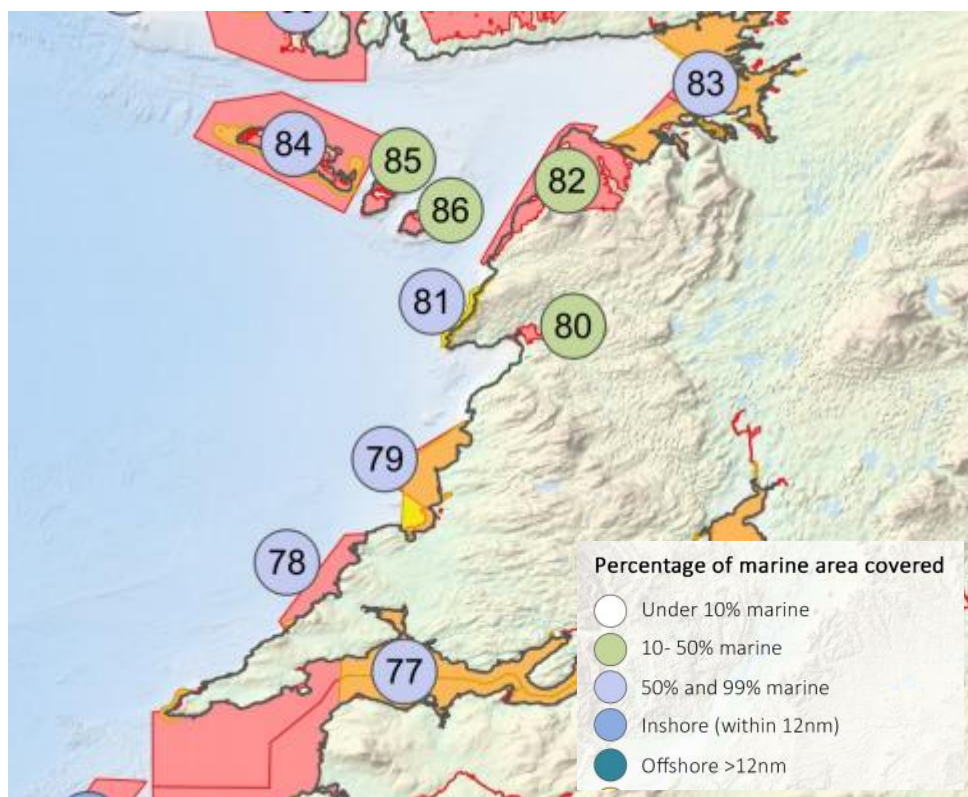 83
84
85
82
86
81
80
79
78
77
Percentage of marine area covered
Under 10% marine
10- 50% marine
50% and 99% marine
Inshore (within 12nm)
Offshore >12nm